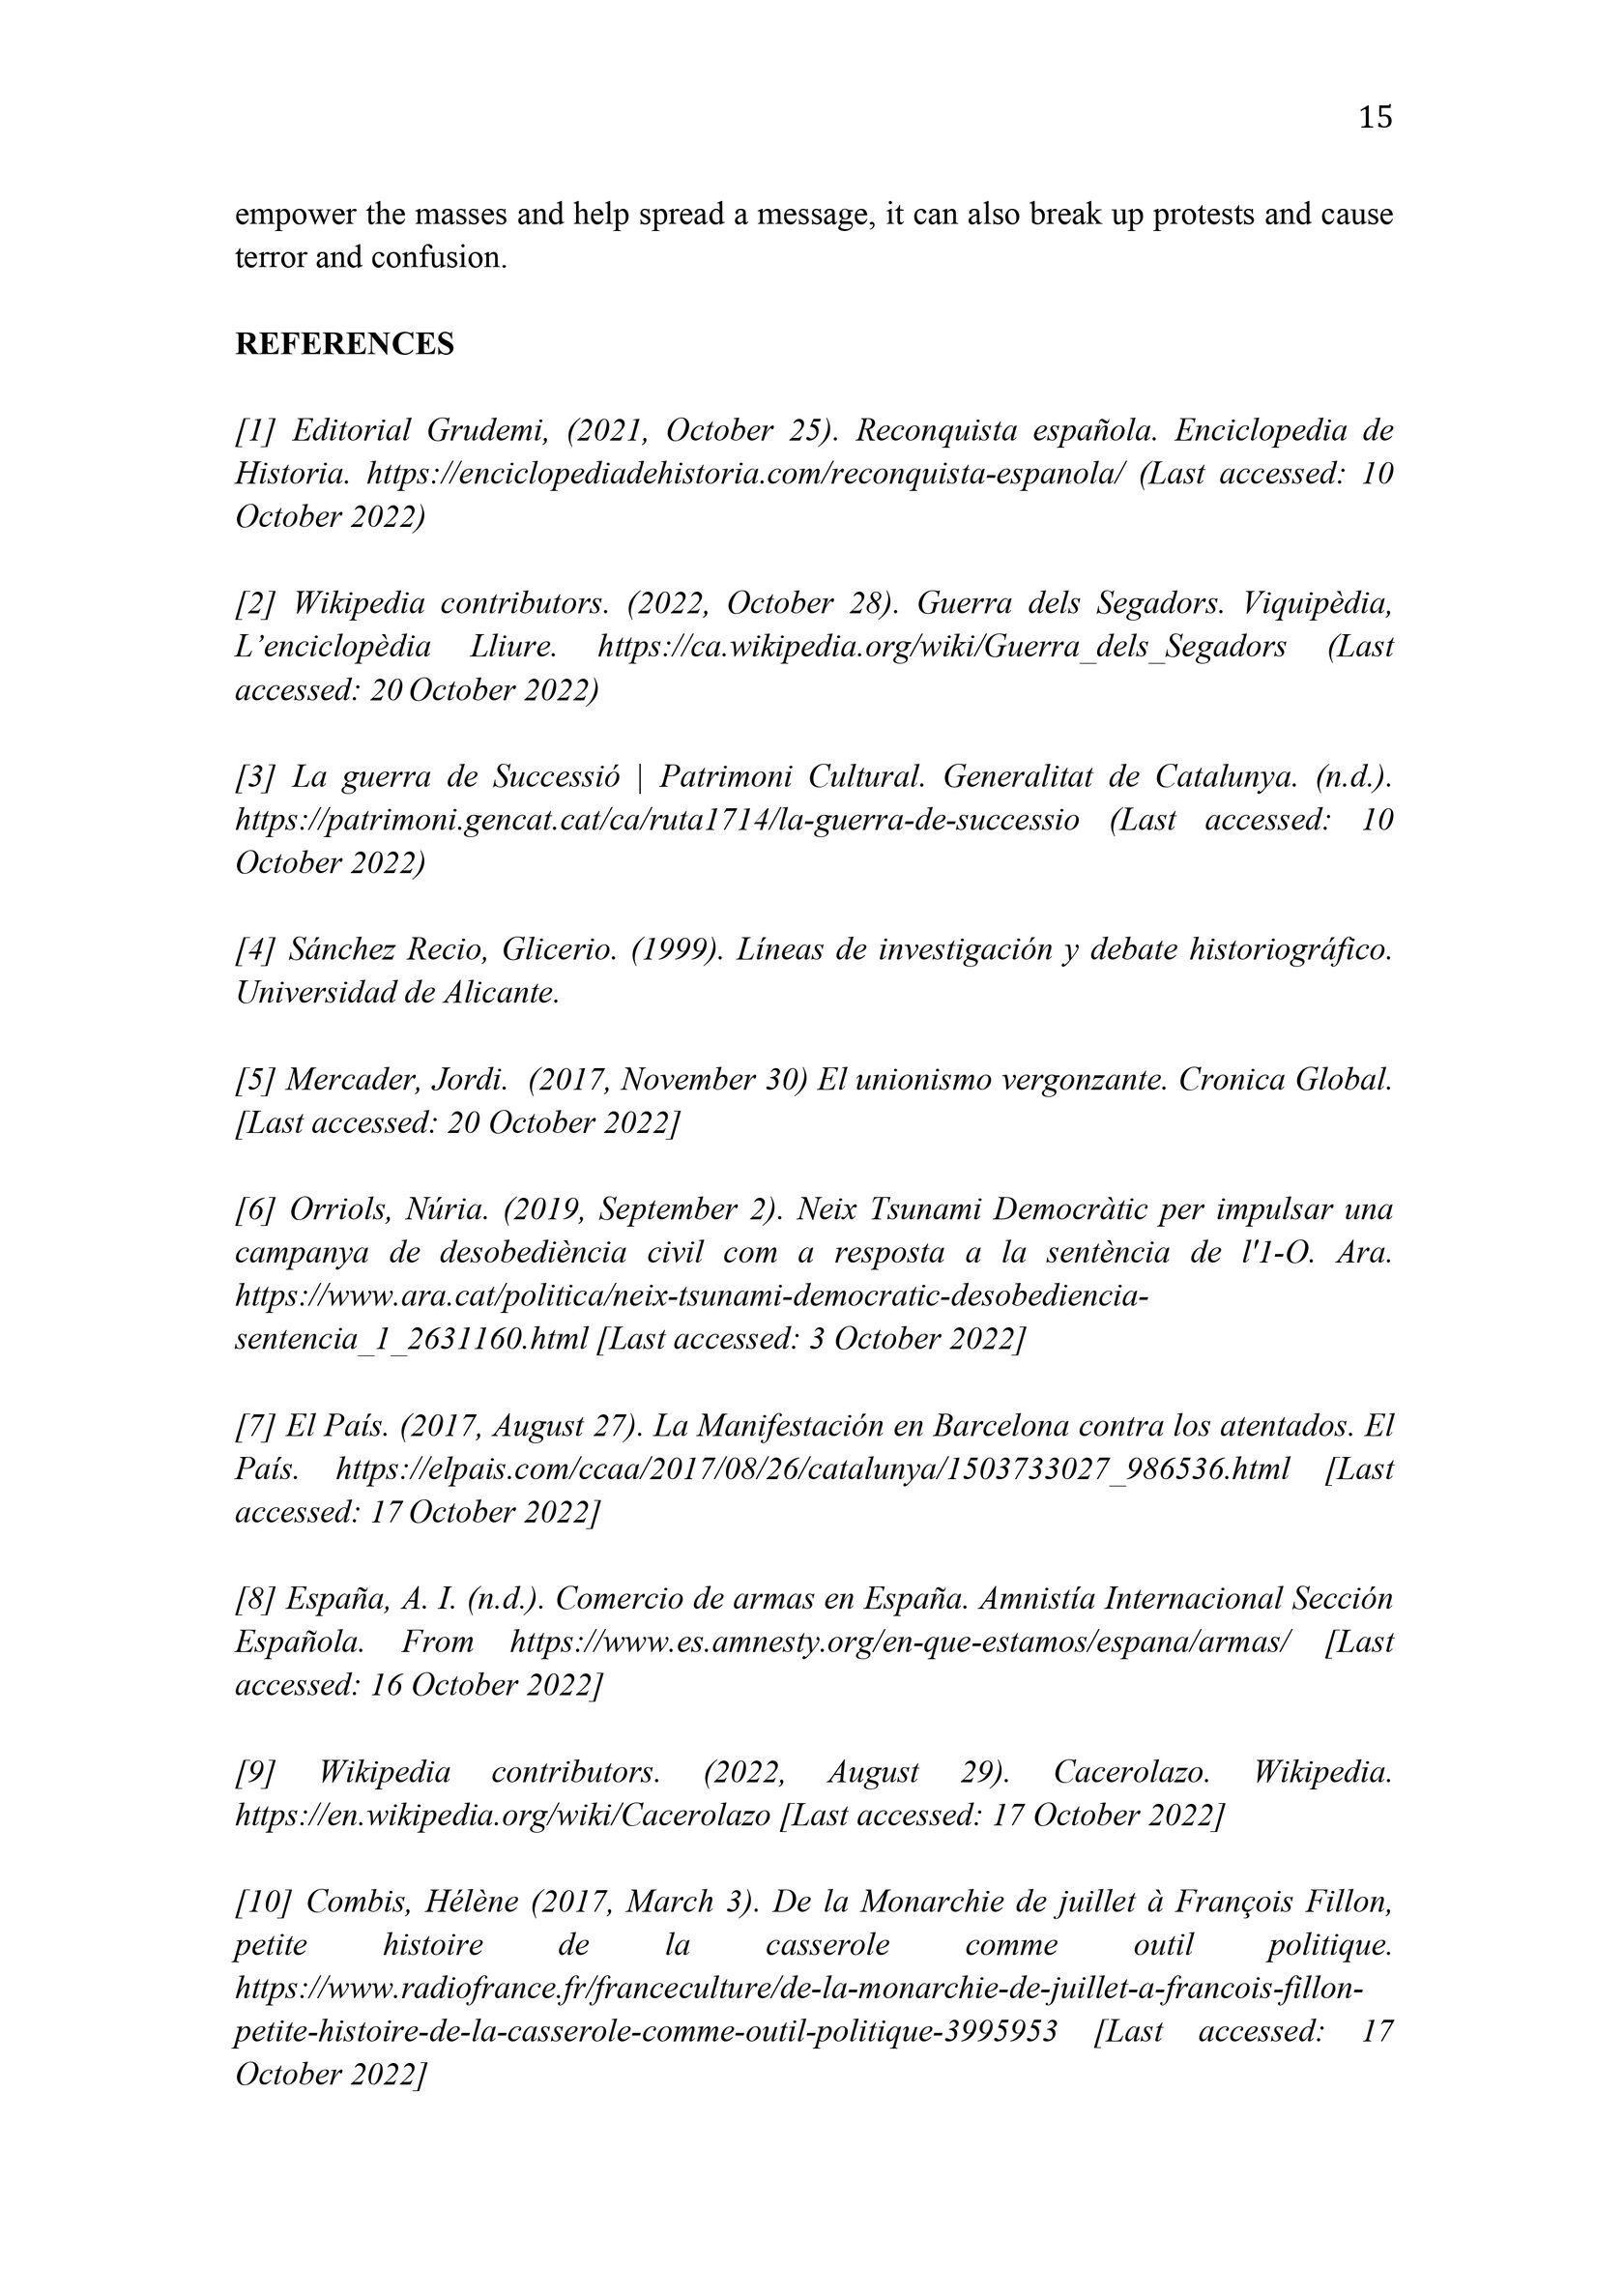 15
empower the masses and help spread a message, it can also break up protests and cause
terror and confusion.
REFERENCES
[1] Editorial Grudemi, (2021, October 25). Reconquista española. Enciclopedia de
Historia. https://enciclopediadehistoria.com/reconquista-espanola/ (Last accessed: 10
October 2022)
[2] Wikipedia contributors. (2022, October 28). Guerra dels Segadors. Viquipèdia,
L’enciclopèdia Lliure. https://ca.wikipedia.org/wiki/Guerra_dels_Segadors (Last
accessed: 20 October 2022)
[3] La guerra de Successió | Patrimoni Cultural. Generalitat de Catalunya. (n.d.).
https://patrimoni.gencat.cat/ca/ruta1714/la-guerra-de-successio (Last accessed: 10
October 2022)
[4] Sánchez Recio, Glicerio. (1999). Líneas de investigación y debate historiográfico.
Universidad de Alicante.
[5] Mercader, Jordi. (2017, November 30) El unionismo vergonzante. Cronica Global.
[Last accessed: 20 October 2022]
[6] Orriols, Núria. (2019, September 2). Neix Tsunami Democràtic per impulsar una
campanya de desobediència civil com a resposta a la sentència de l'1-O. Ara.
https://www.ara.cat/politica/neix-tsunami-democratic-desobediencia-
sentencia_1_2631160.html [Last accessed: 3 October 2022]
[7] El País. (2017, August 27). La Manifestación en Barcelona contra los atentados. El
País. https://elpais.com/ccaa/2017/08/26/catalunya/1503733027_986536.html [Last
accessed: 17 October 2022]
[8] España, A. I. (n.d.). Comercio de armas en España. Amnistía Internacional Sección
Española. From https://www.es.amnesty.org/en-que-estamos/espana/armas/ [Last
accessed: 16 October 2022]
[9] Wikipedia contributors. (2022, August 29). Cacerolazo. Wikipedia.
https://en.wikipedia.org/wiki/Cacerolazo [Last accessed: 17 October 2022]
[10] Combis, Hélène (2017, March 3). De la Monarchie de juillet à François Fillon,
petite histoire de la casserole comme outil politique.
https://www.radiofrance.fr/franceculture/de-la-monarchie-de-juillet-a-francois-fillon-
petite-histoire-de-la-casserole-comme-outil-politique-3995953 [Last accessed: 17
October 2022]